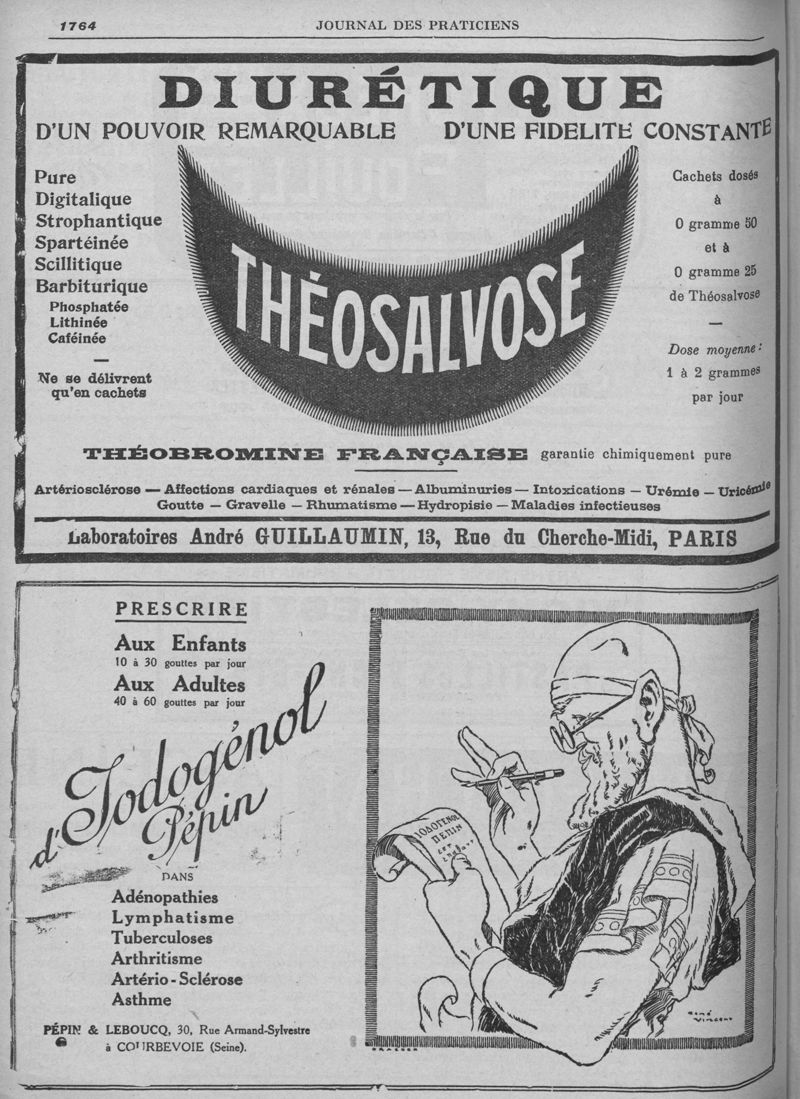 1764
JOURNAL DES PRATICIENS
DIURÉTIQUE
D'UN POUVOIR REMARQUABLE D'UNE FIDELITÉ CONSTANTE
Pure
Digitalique
Strophantique
Spartéinée
Scillitique
Barbiturique
Phosphatée
Lithinée
Caféinée
—
Ne se délivrent
qu'en cachets
THÉOSALVOSE
Cachets dosés
à
0 gramme 50
et à
0 gramme 25
de Théosalvose
—
Dose moyenne :
1 à 2 grammes
par jour
THÉOBROMINE FRANÇAISE garantie chimiquement pure
Artériosclérose — Affections cardiaques et rénales — Albuminuries — Intoxications — Urémie — Uricémie
Goutte — Gravelle — Rhumatisme — Hydropisie — Maladies infectieuses
Laboratoires André GUILLAUMIN, 13, Rue du Cherche-Midi, PARIS
PRESCRIRE
Aux Enfants
10 à 30 gouttes par jour
Aux Adultes
40 à 60 gouttes par jour
d'Iodogénol
Pépin
DANS
Adénopathies
Lymphatisme
Tuberculoses
Arthritisme
Artério-Sclérose
Asthme
PÉPIN & LEBOUCQ, 30, Rue Armand-Sylvestre
à COURBEVOIE (Seine).
ΙΟΔΟΓΕΝΟΛ
ΠΕΠΙΝ
René
Vincent